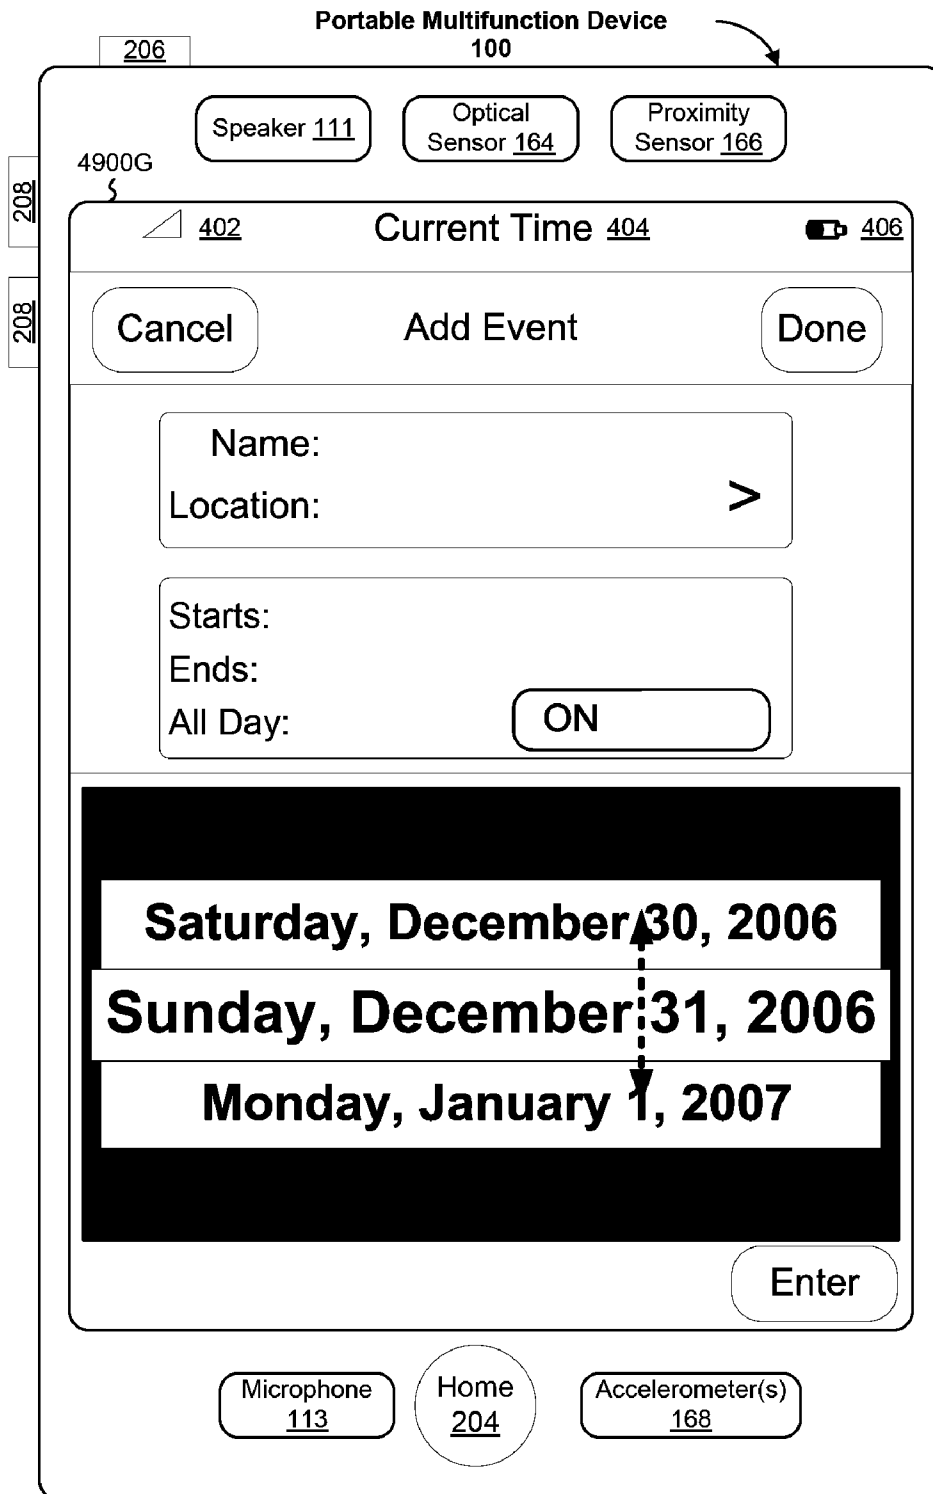 Portable Multifunction Device
100
206
Speaker 111
Optical
Sensor 164
Proximity
Sensor 166
4900G
208
208
402
Current Time 404
406
Cancel
Add Event
Done
Name:
Location:
>
Starts:
Ends:
All Day:
ON
Saturday, December 30, 2006
Sunday, December 31, 2006
Monday, January 1, 2007
Enter
Microphone
113
Home
204
Accelerometer(s)
168